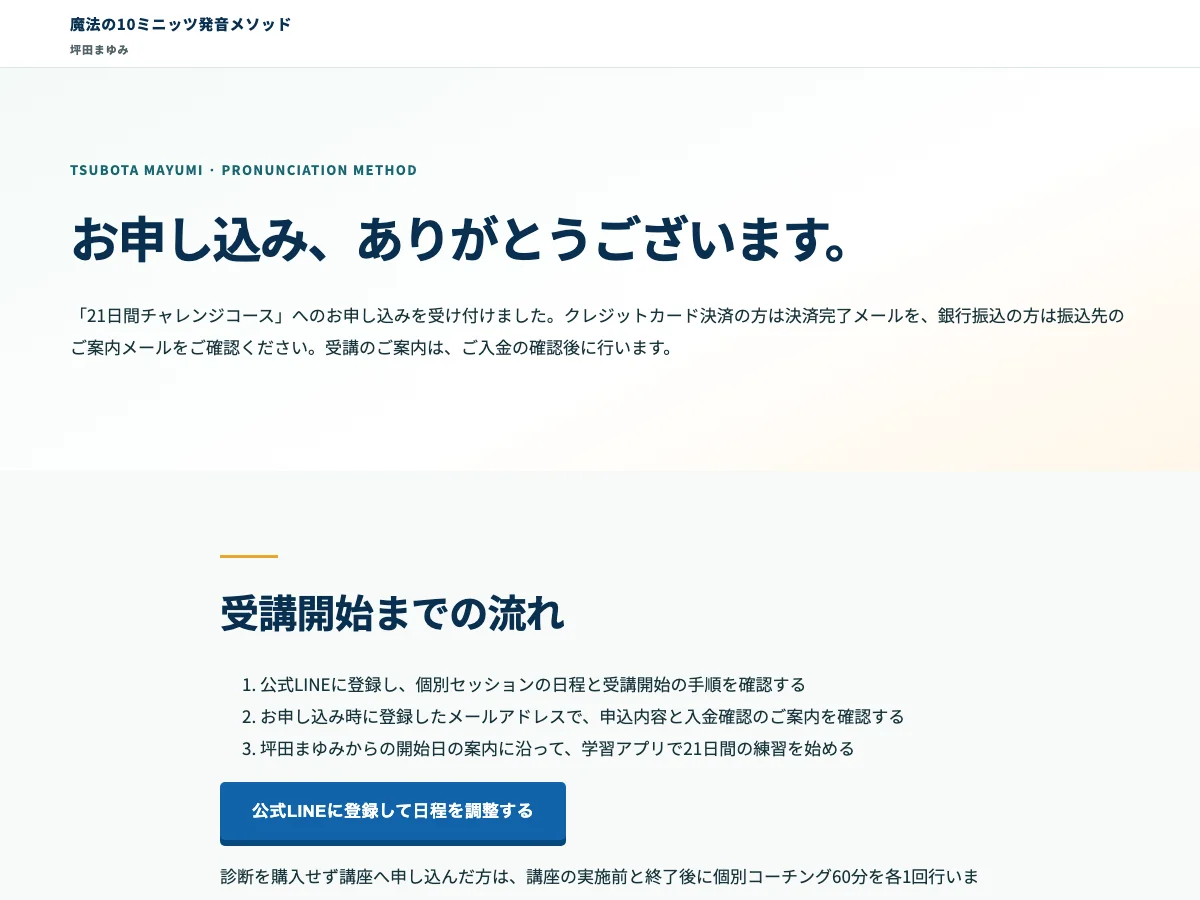 魔法の10ミニッツ発音メソッド
坪田まゆみ
TSUBOTA MAYUMI · PRONUNCIATION METHOD
お申し込み、ありがとうございます。
「21日間チャレンジコース」へのお申し込みを受け付けました。クレジットカード決済の方は決済完了メールを、銀行振込の方は振込先の
ご案内メールをご確認ください。受講のご案内は、ご入金の確認後に行います。
受講開始までの流れ
1. 公式LINEに登録し、個別セッションの日程と受講開始の手順を確認する
2. お申し込み時に登録したメールアドレスで、申込内容と入金確認のご案内を確認する
3. 坪田まゆみからの開始日の案内に沿って、学習アプリで21日間の練習を始める
公式LINEに登録して日程を調整する
診断を購入せず講座へ申し込んだ方は、講座の実施前と終了後に個別コーチング60分を各1回行いま